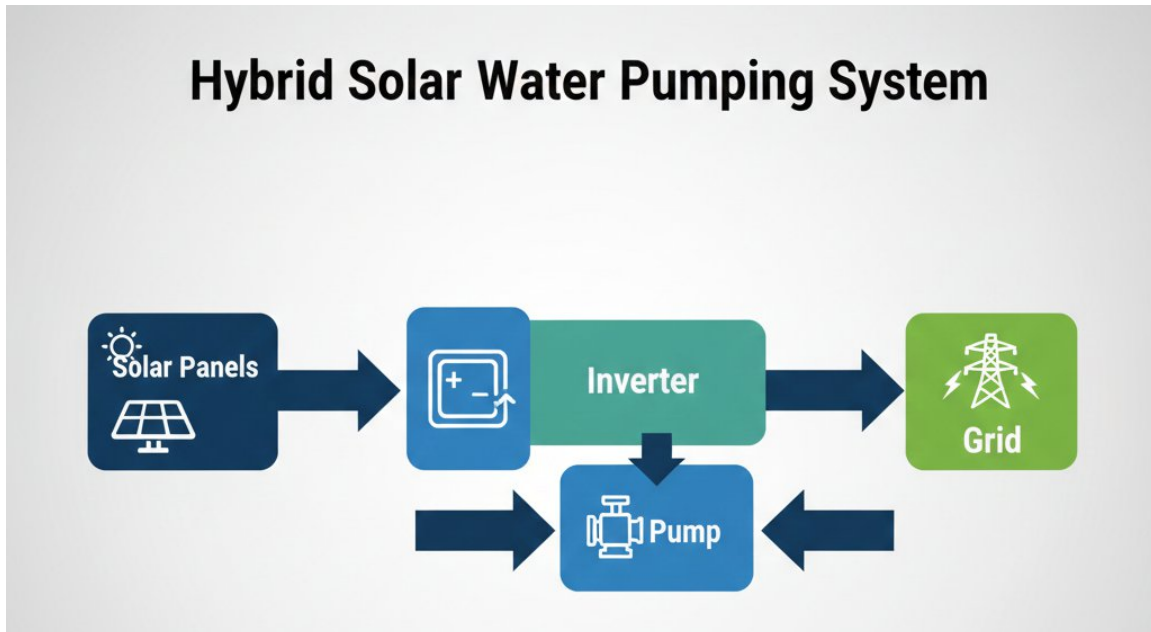 Hybrid Solar Water Pumping System
Solar Panels
Inverter
Grid
Pump